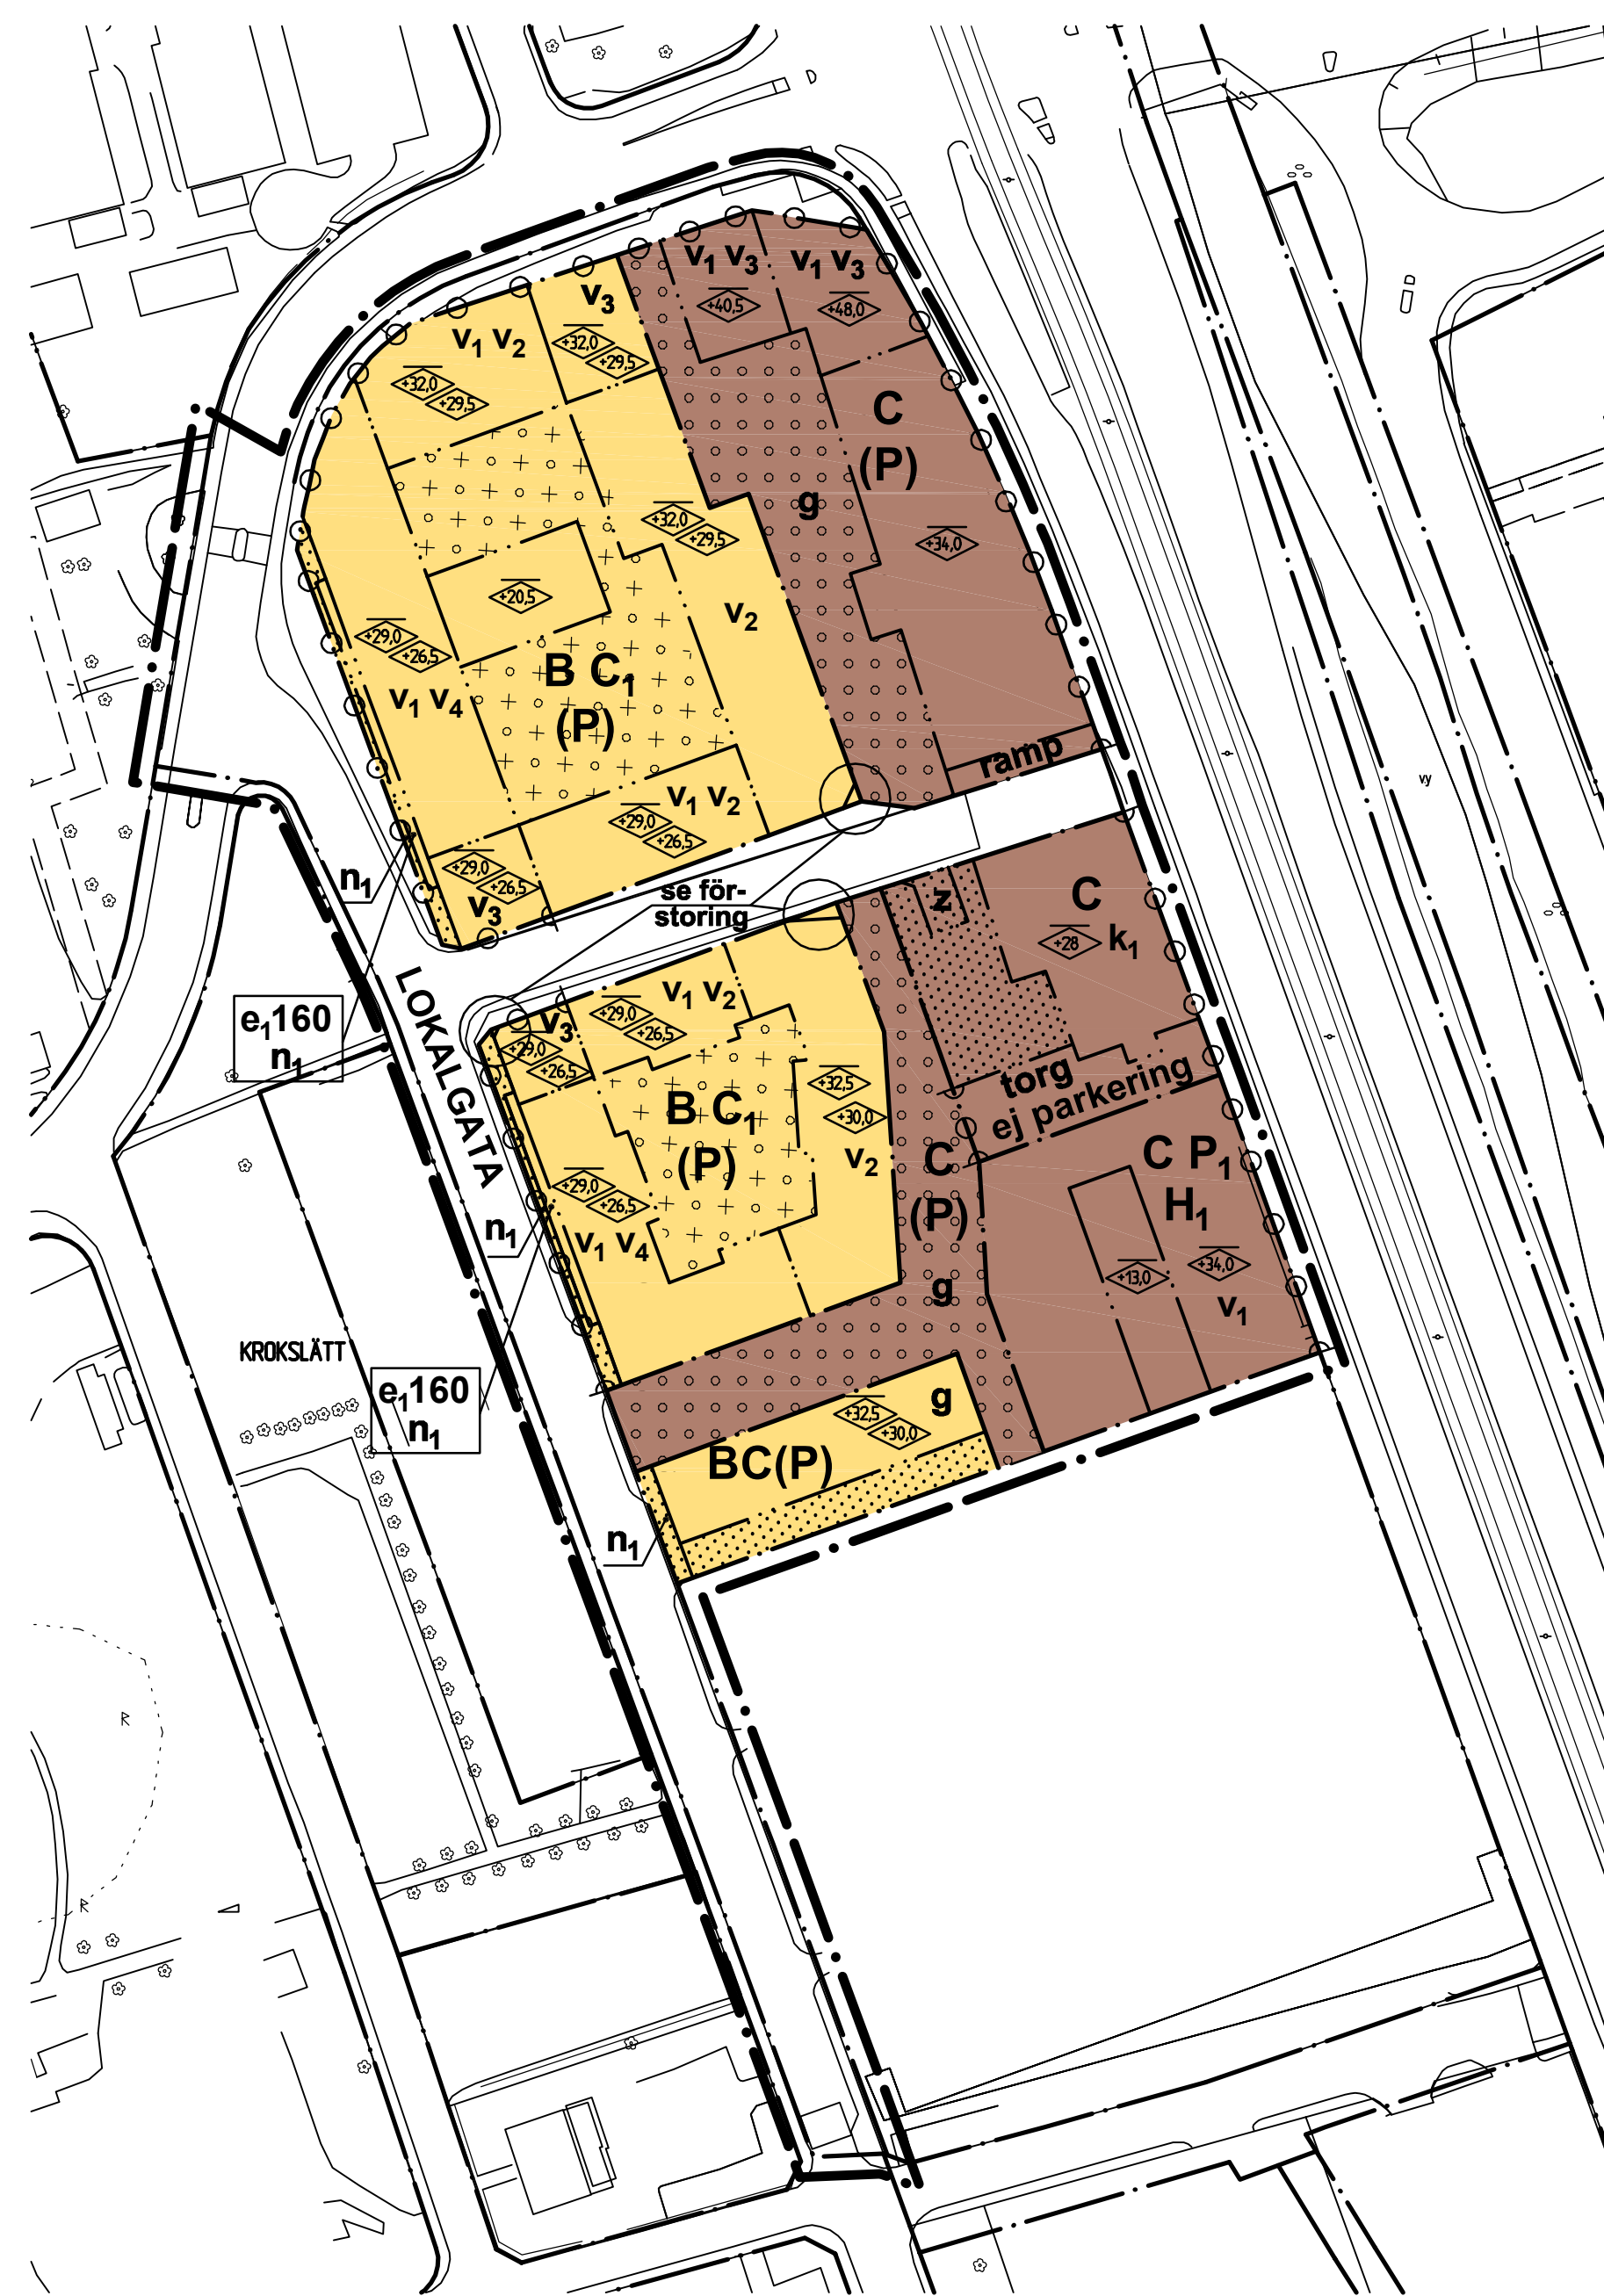 v₁ v₃
v₁ v₃
+40,5
+48,0
v₃
v₁ v₂
+32,0
+29,5
+32,0
+29,5
C
(P)
g
+34,0
+32,0
+29,5
+20,5
v₂
+29,0
+26,5
v₁ v₄
B C₁
(P)
ramp
v₁ v₂
+29,0
+26,5
+29,0
+26,5
v₃
n₁
se för-
storing
z
C
+28
k₁
e₁160
n₁
LOKALGATA
v₁ v₂
+29,0
+26,5
v₃
+29,0
+26,5
+32,5
+30,0
v₂
B C₁
(P)
torg
ej parkering
C
(P)
g
C P₁
H₁
+13,0
+34,0
v₁
+29,0
+26,5
v₁ v₄
n₁
KROKSLÄTT
e₁160
n₁
g
+32,5
+30,0
BC(P)
n₁
vy
R
R